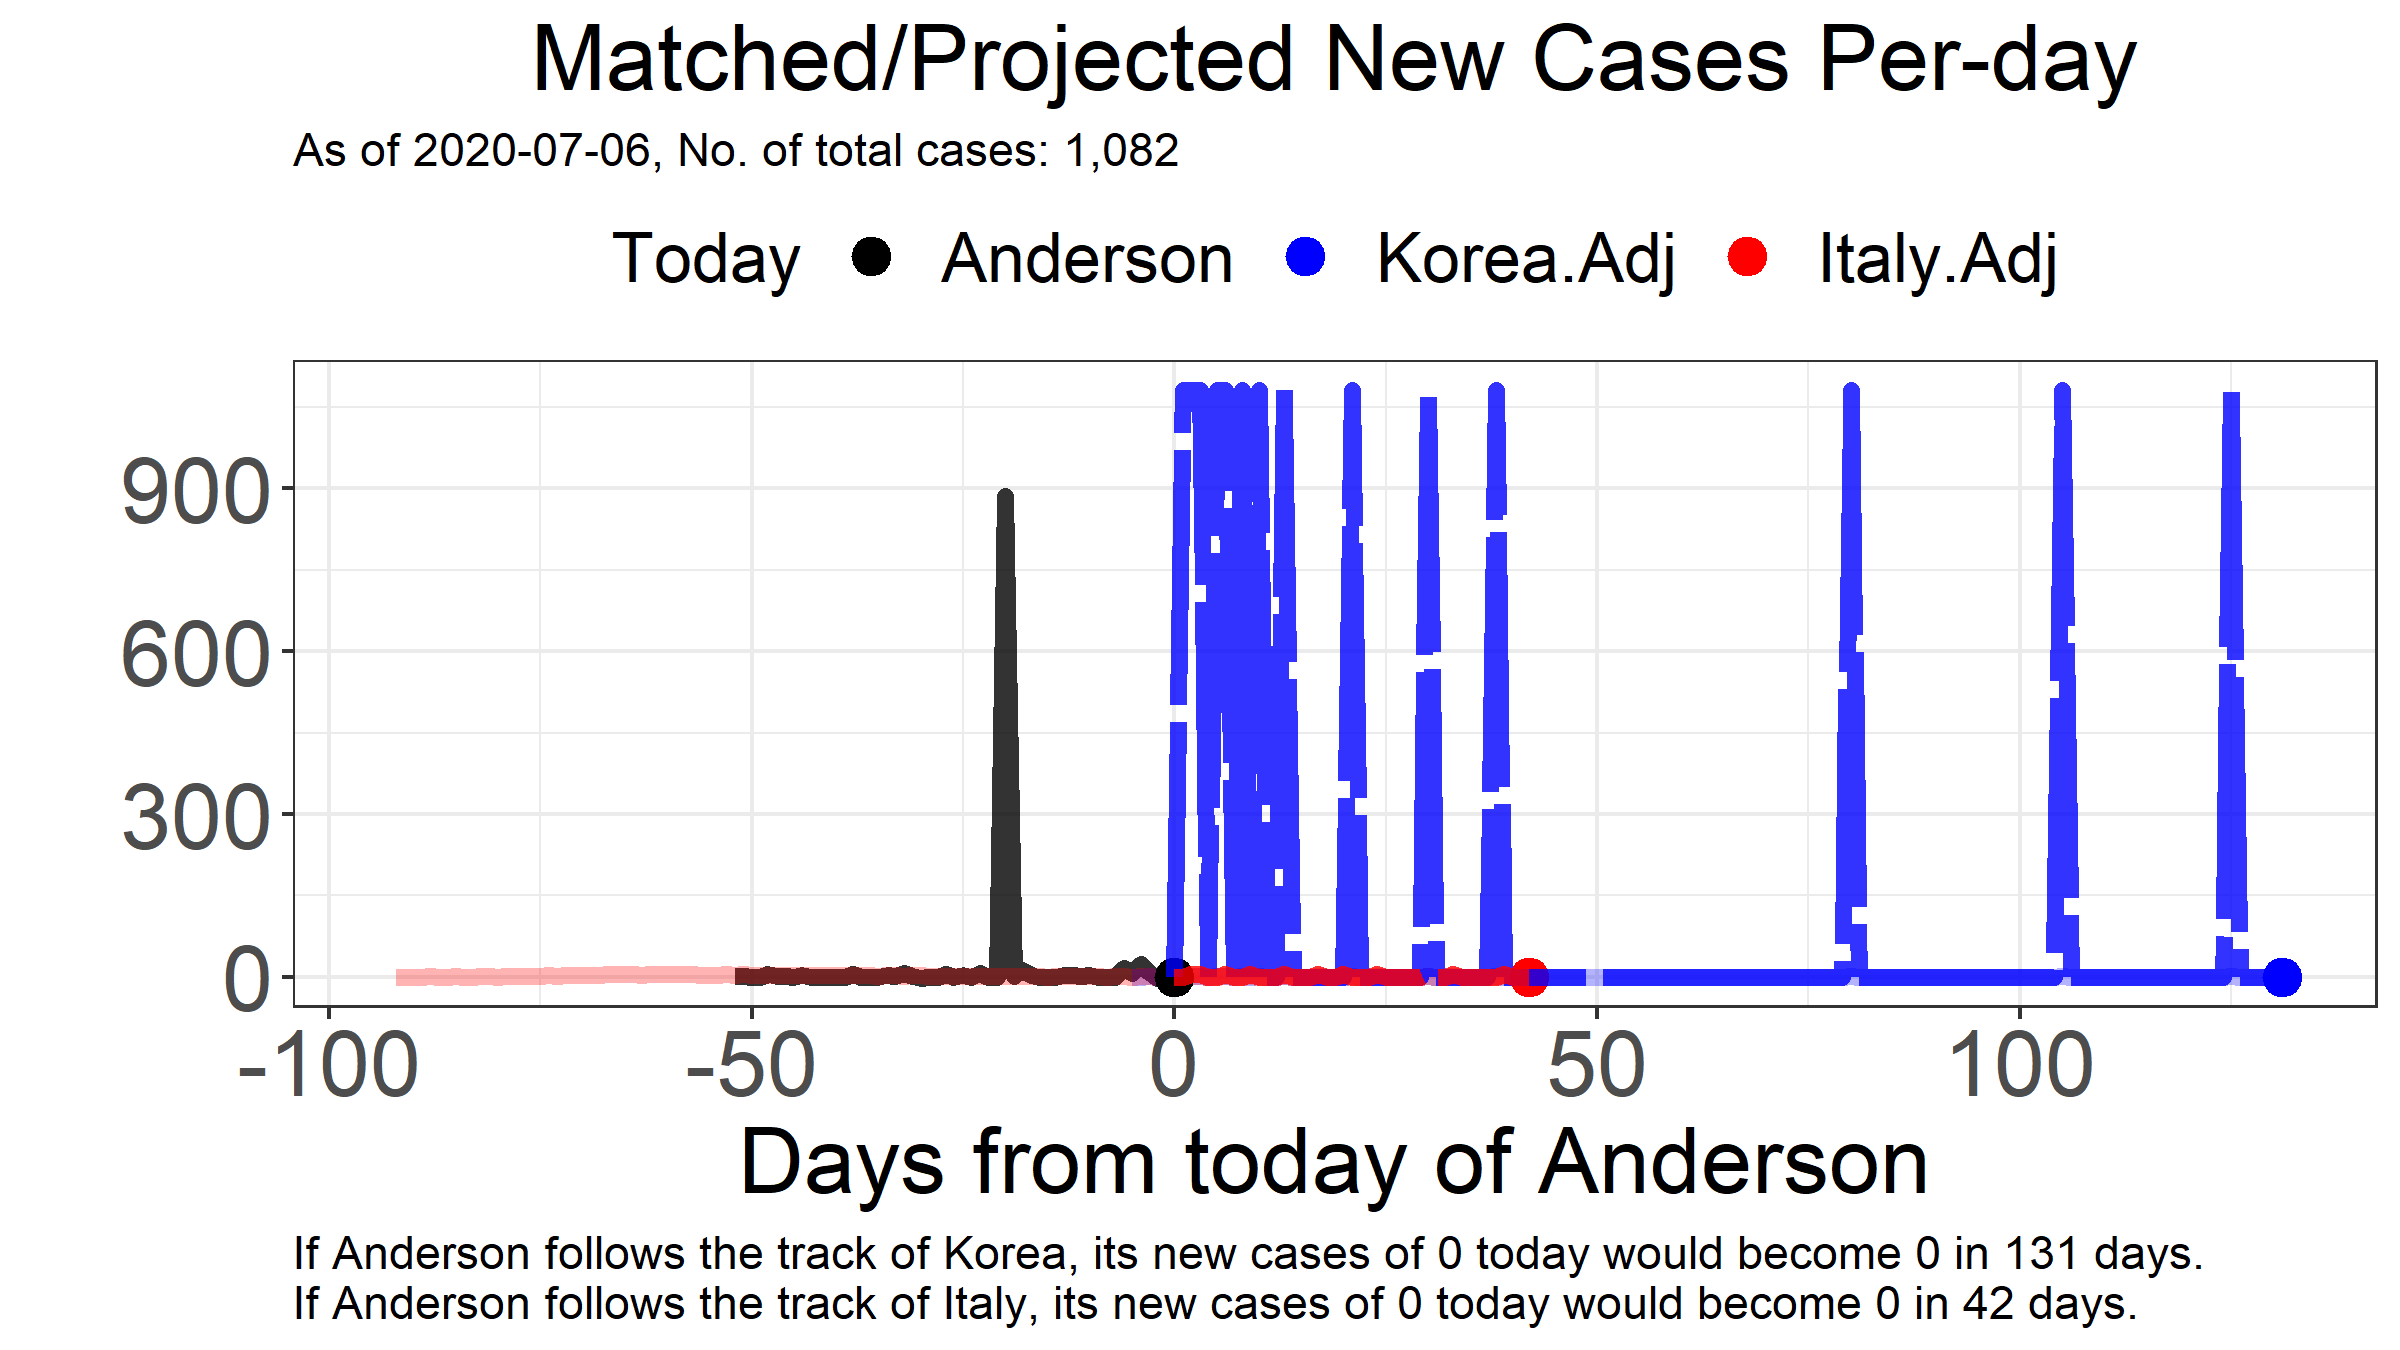 Matched/Projected New Cases Per-day
As of 2020-07-06, No. of total cases: 1,082
Today Anderson Korea.Adj Italy.Adj
900
600
300
0
-100 -50 0 50 100
Days from today of Anderson
If Anderson follows the track of Korea, its new cases of 0 today would become 0 in 131 days.
If Anderson follows the track of Italy, its new cases of 0 today would become 0 in 42 days.